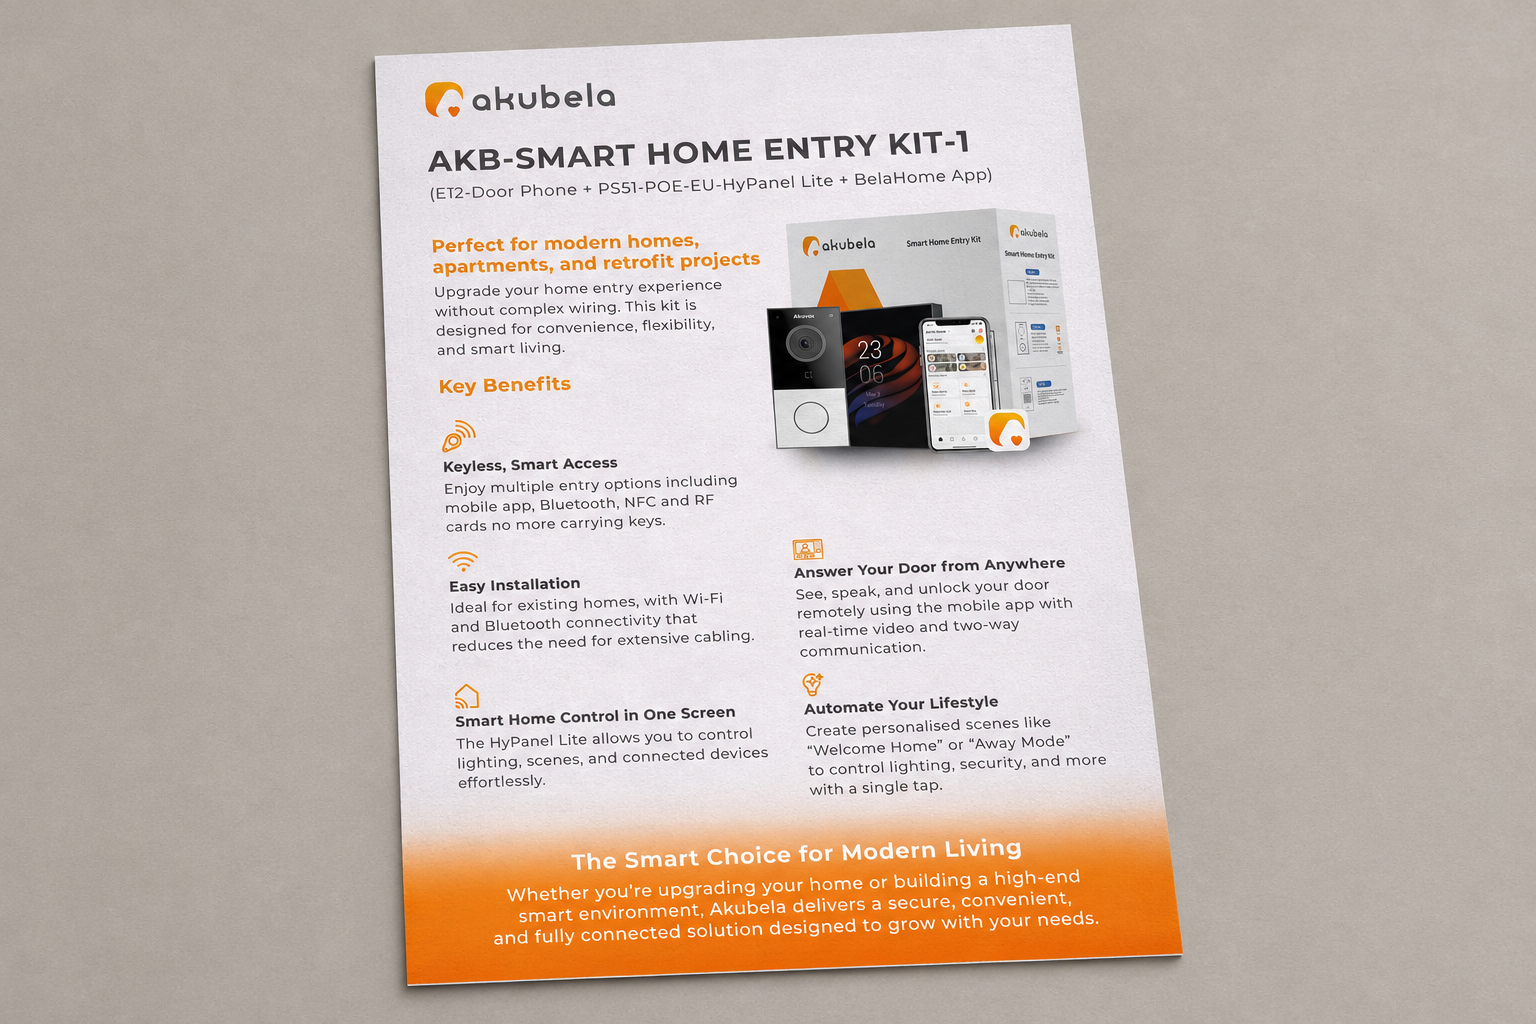 akubela
AKB-SMART HOME ENTRY KIT-1
(ET2-Door Phone + PS51-POE-EU-HyPanel Lite + BelaHome App)
Perfect for modern homes,
apartments, and retrofit projects
Upgrade your home entry experience
without complex wiring. This kit is
designed for convenience, flexibility,
and smart living.
akubela
Smart Home Entry Kit
akubela
Smart Home Entry Kit
Akuvox
23
06
Tuesday
Key Benefits
Keyless, Smart Access
Enjoy multiple entry options including
mobile app, Bluetooth, NFC and RF
cards no more carrying keys.
Easy Installation
Ideal for existing homes, with Wi-Fi
and Bluetooth connectivity that
reduces the need for extensive cabling.
Answer Your Door from Anywhere
See, speak, and unlock your door
remotely using the mobile app with
real-time video and two-way
communication.
Smart Home Control in One Screen
The HyPanel Lite allows you to control
lighting, scenes, and connected devices
effortlessly.
Automate Your Lifestyle
Create personalised scenes like
“Welcome Home” or “Away Mode”
to control lighting, security, and more
with a single tap.
The Smart Choice for Modern Living
Whether you’re upgrading your home or building a high-end
smart environment, Akubela delivers a secure, convenient,
and fully connected solution designed to grow with your needs.